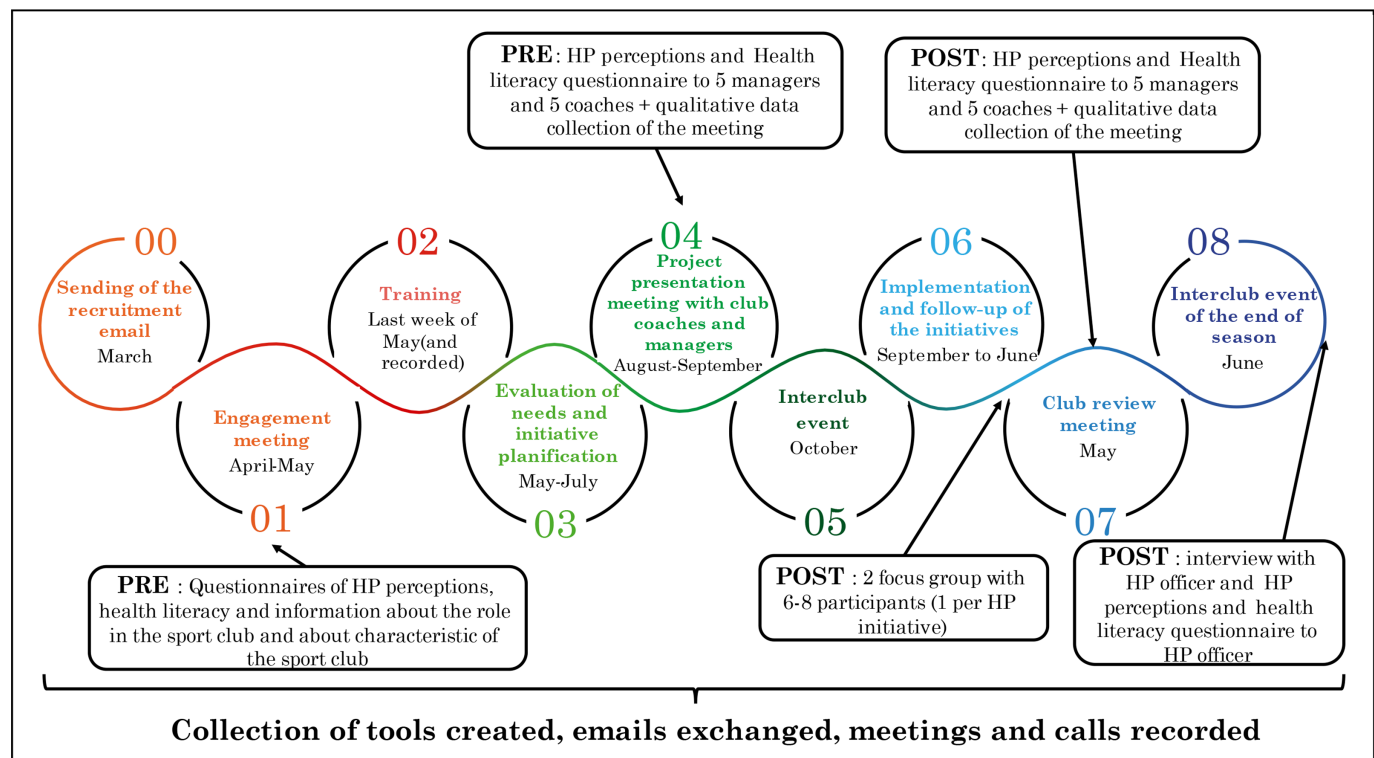 PRE : HP perceptions and Health
literacy questionnaire to 5 managers
and 5 coaches + qualitative data
collection of the meeting
POST : HP perceptions and Health
literacy questionnaire to 5 managers
and 5 coaches + qualitative data
collection of the meeting
00
Sending of the
recruitment
email
March
Engagement
meeting
April-May
01
02
Training
Last week of
May(and
recorded)
Evaluation of
needs and
initiative
planification
May-July
03
04
Project
presentation
meeting with club
coaches and
managers
August-September
Interclub
event
October
05
06
Implementation
and follow-up of
the initiatives
September to June
Club review
meeting
May
07
08
Interclub event
of the end of
season
June
PRE : Questionnaires of HP perceptions,
health literacy and information about the role
in the sport club and about characteristic of
the sport club
POST : 2 focus group with
6-8 participants (1 per HP
initiative)
POST : interview with
HP officer and HP
perceptions and health
literacy questionnaire to
HP officer
Collection of tools created, emails exchanged, meetings and calls recorded